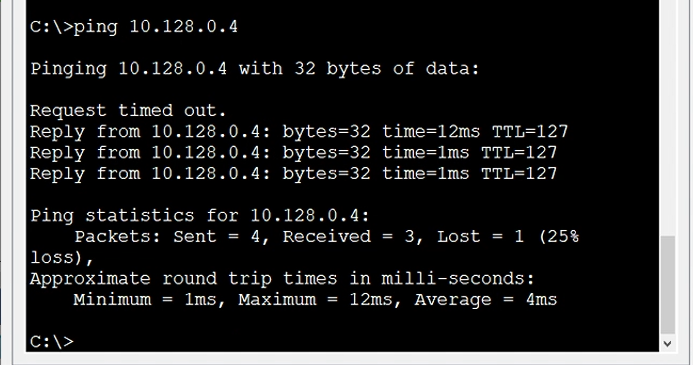 C:\>ping 10.128.0.4
Pinging 10.128.0.4 with 32 bytes of data:
Request timed out.
Reply from 10.128.0.4: bytes=32 time=12ms TTL=127
Reply from 10.128.0.4: bytes=32 time=1ms TTL=127
Reply from 10.128.0.4: bytes=32 time=1ms TTL=127
Ping statistics for 10.128.0.4:
Packets: Sent = 4, Received = 3, Lost = 1 (25%
loss),
Approximate round trip times in milli-seconds:
Minimum = 1ms, Maximum = 12ms, Average = 4ms
C:\>